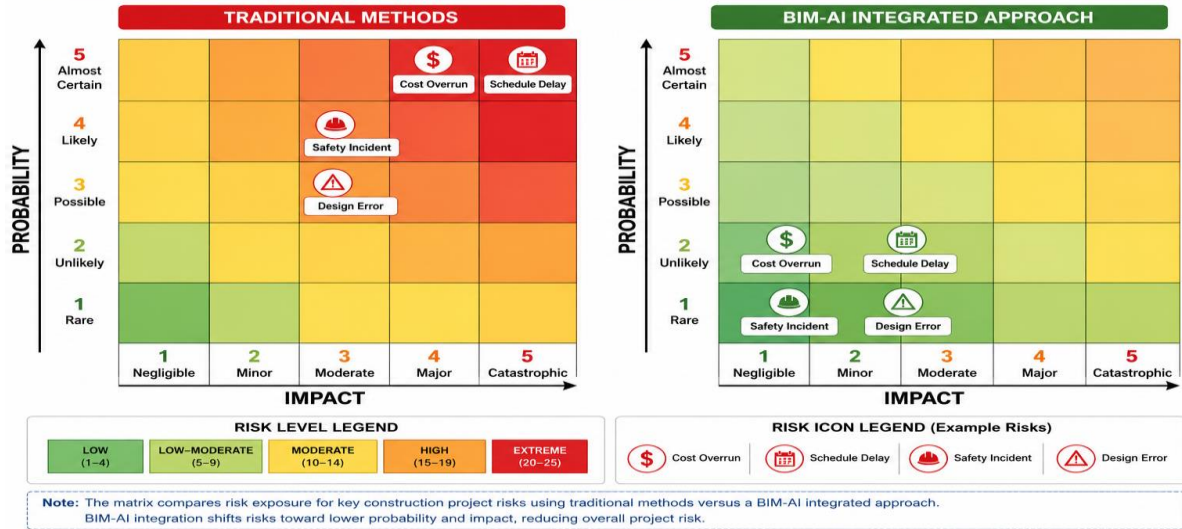 TRADITIONAL METHODS
PROBABILITY
5
Almost
Certain
4
Likely
3
Possible
2
Unlikely
1
Rare
$
Cost Overrun
Schedule Delay
Safety Incident
Design Error
1
Negligible
2
Minor
3
Moderate
4
Major
5
Catastrophic
IMPACT
BIM-AI INTEGRATED APPROACH
PROBABILITY
5
Almost
Certain
4
Likely
3
Possible
2
Unlikely
1
Rare
$
Cost Overrun
Schedule Delay
Safety Incident
Design Error
1
Negligible
2
Minor
3
Moderate
4
Major
5
Catastrophic
IMPACT
RISK LEVEL LEGEND
LOW
(1–4)
LOW–MODERATE
(5–9)
MODERATE
(10–14)
HIGH
(15–19)
EXTREME
(20–25)
RISK ICON LEGEND (Example Risks)
$ Cost Overrun
Schedule Delay
Safety Incident
Design Error
Note: The matrix compares risk exposure for key construction project risks using traditional methods versus a BIM-AI integrated approach.
BIM-AI integration shifts risks toward lower probability and impact, reducing overall project risk.